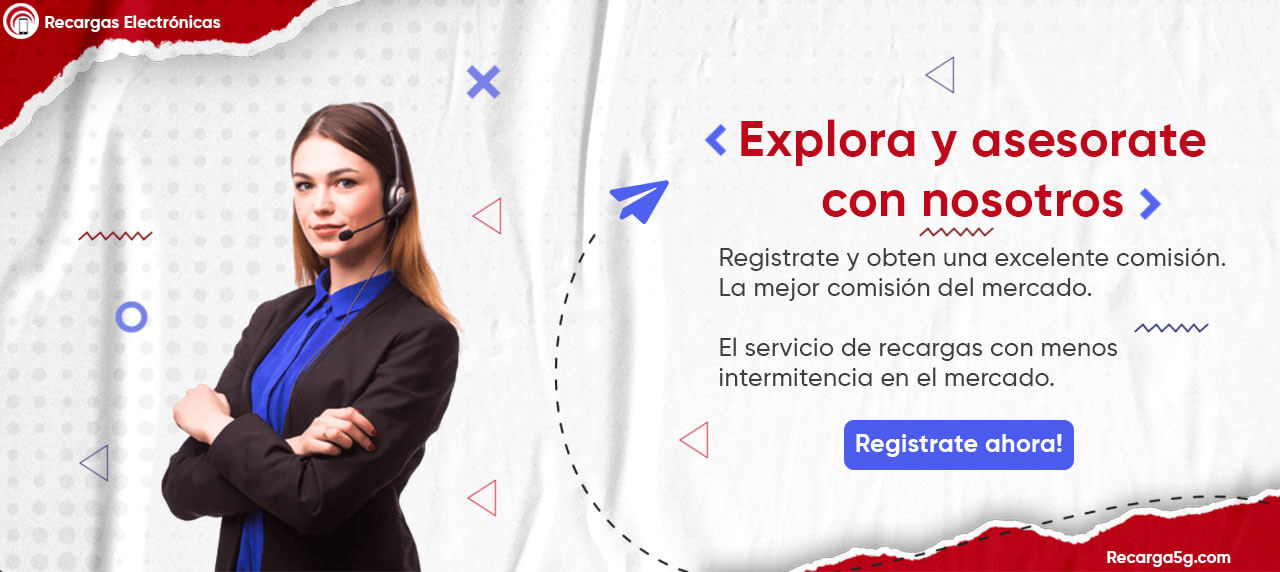 Recargas Electrónicas
Explora y asesorate
con nosotros
Registrate y obten una excelente comisión.
La mejor comisión del mercado.
El servicio de recargas con menos
intermitencia en el mercado.
Registrate ahora!
Recarga5g.com